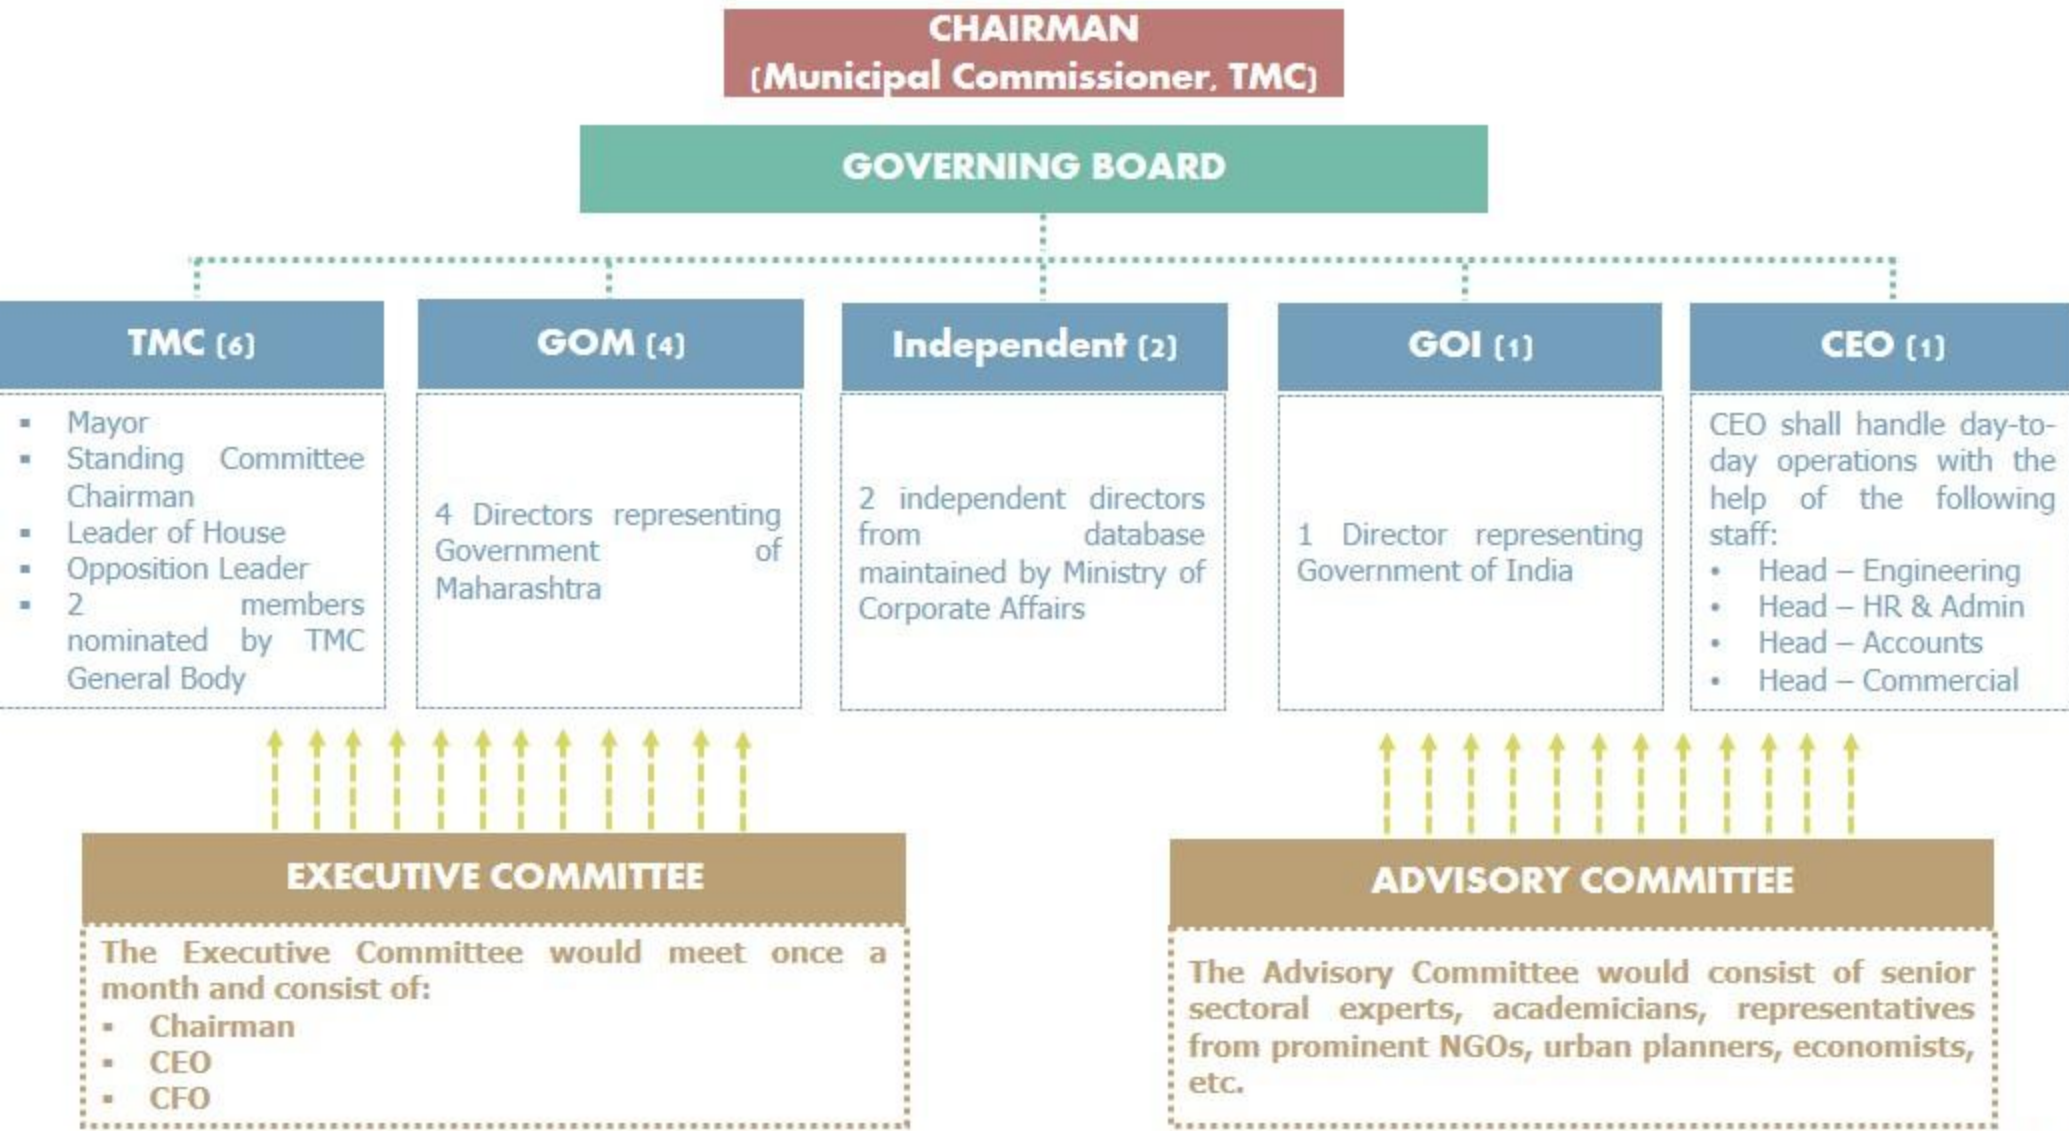 CHAIRMAN
(Municipal Commissioner, TMC)
GOVERNING BOARD
TMC (6)
▪ Mayor
▪ Standing Committee
Chairman
▪ Leader of House
▪ Opposition Leader
▪ 2 members
nominated by TMC
General Body
GOM (4)
4 Directors representing
Government of
Maharashtra
Independent (2)
2 independent directors
from database
maintained by Ministry of
Corporate Affairs
GOI (1)
1 Director representing
Government of India
CEO (1)
CEO shall handle day-to-
day operations with the
help of the following
staff:
• Head – Engineering
• Head – HR & Admin
• Head – Accounts
• Head – Commercial
EXECUTIVE COMMITTEE
The Executive Committee would meet once a
month and consist of:
▪ Chairman
▪ CEO
▪ CFO
ADVISORY COMMITTEE
The Advisory Committee would consist of senior
sectoral experts, academicians, representatives
from prominent NGOs, urban planners, economists,
etc.